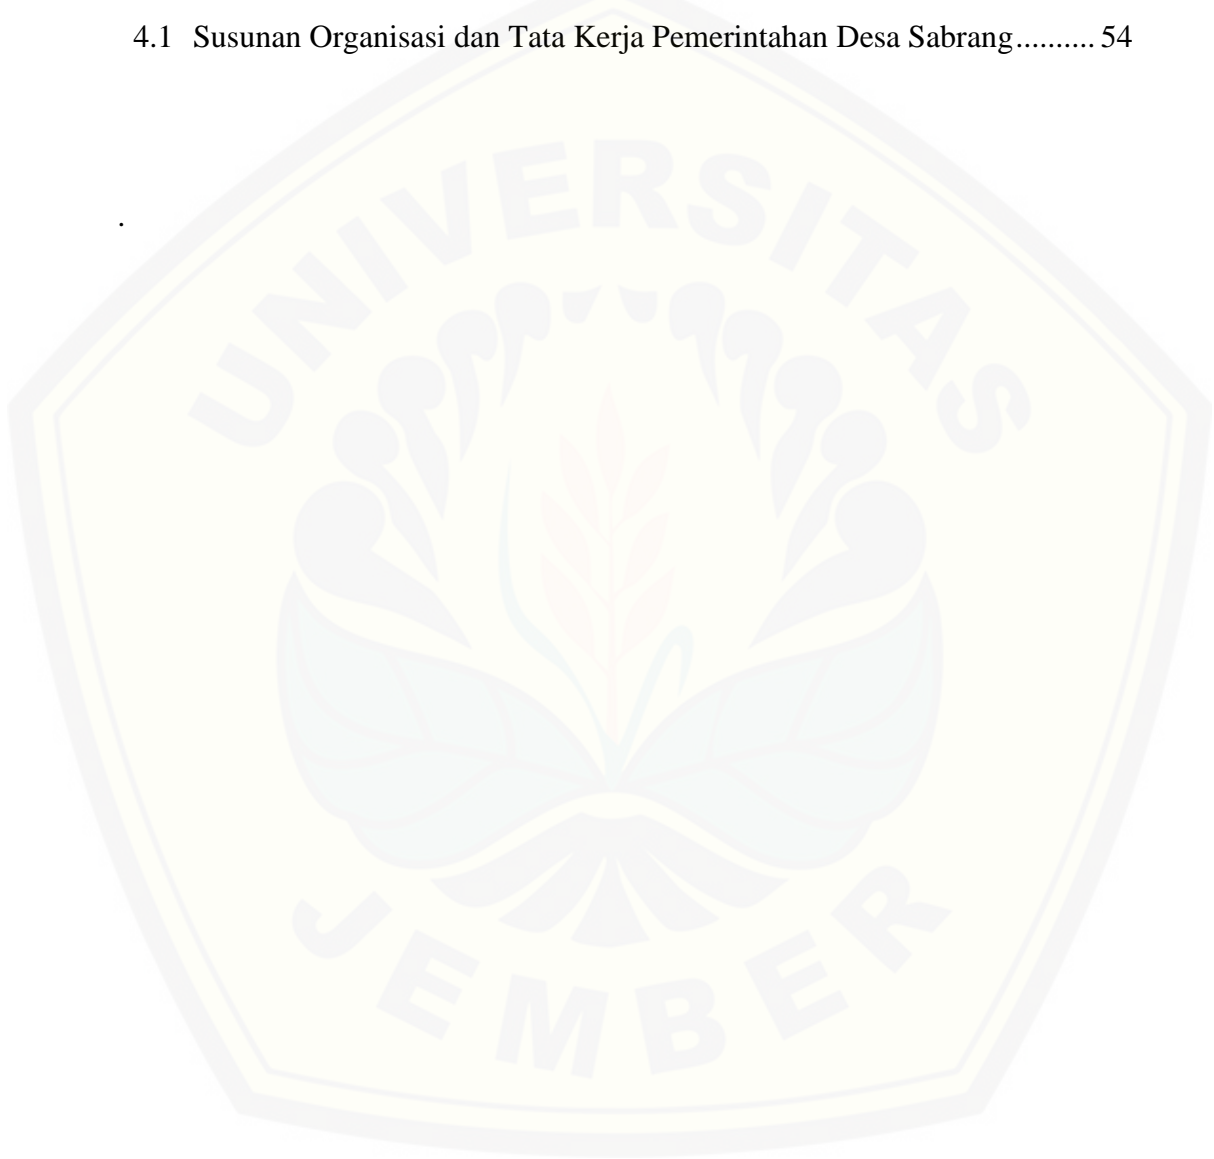 4.1 Susunan Organisasi dan Tata Kerja Pemerintahan Desa Sabrang.......... 54
.
UNIVERSITAS
JEMBER